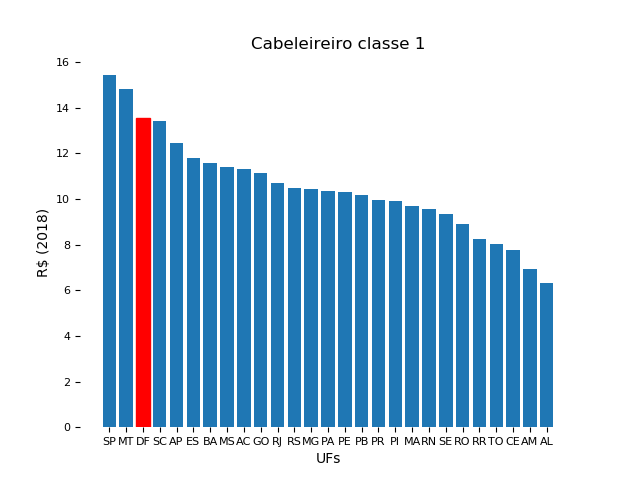 Cabeleireiro classe 1
16
14
12
10
8
6
4
2
0
R$ (2018)
SP MT DF SC AP ES BA MS AC GO RJ RS MG PA PE PB PR PI MA RN SE RO RR TO CE AM AL
UFs